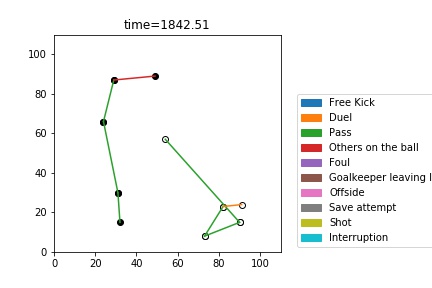 time=1842.51
100
80
60
40
20
0
0 20 40 60 80 100
Free Kick
Duel
Pass
Others on the ball
Foul
Goalkeeper leaving l
Offside
Save attempt
Shot
Interruption